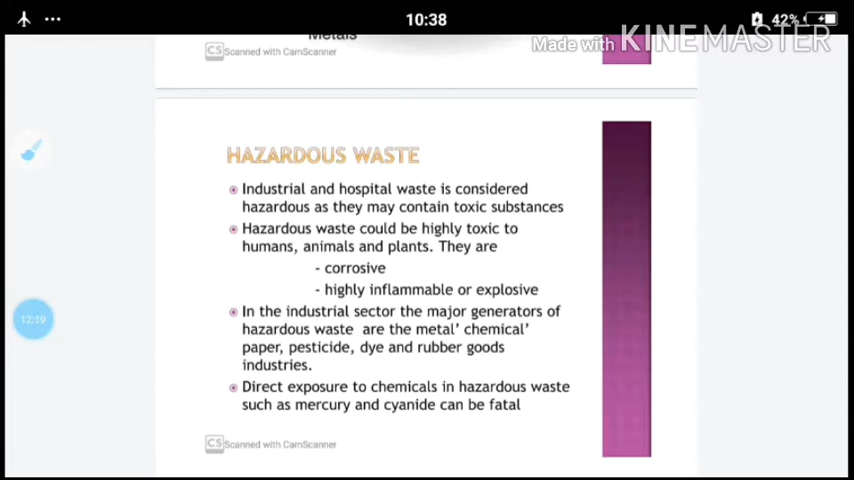 10:38
42%
Metals
Made with KINEMASTER
CS Scanned with CamScanner
HAZARDOUS WASTE
Industrial and hospital waste is considered
hazardous as they may contain toxic substances
Hazardous waste could be highly toxic to
humans, animals and plants. They are
- corrosive
- highly inflammable or explosive
In the industrial sector the major generators of
hazardous waste are the metal' chemical'
paper, pesticide, dye and rubber goods
industries.
Direct exposure to chemicals in hazardous waste
such as mercury and cyanide can be fatal
12:19
CS Scanned with CamScanner